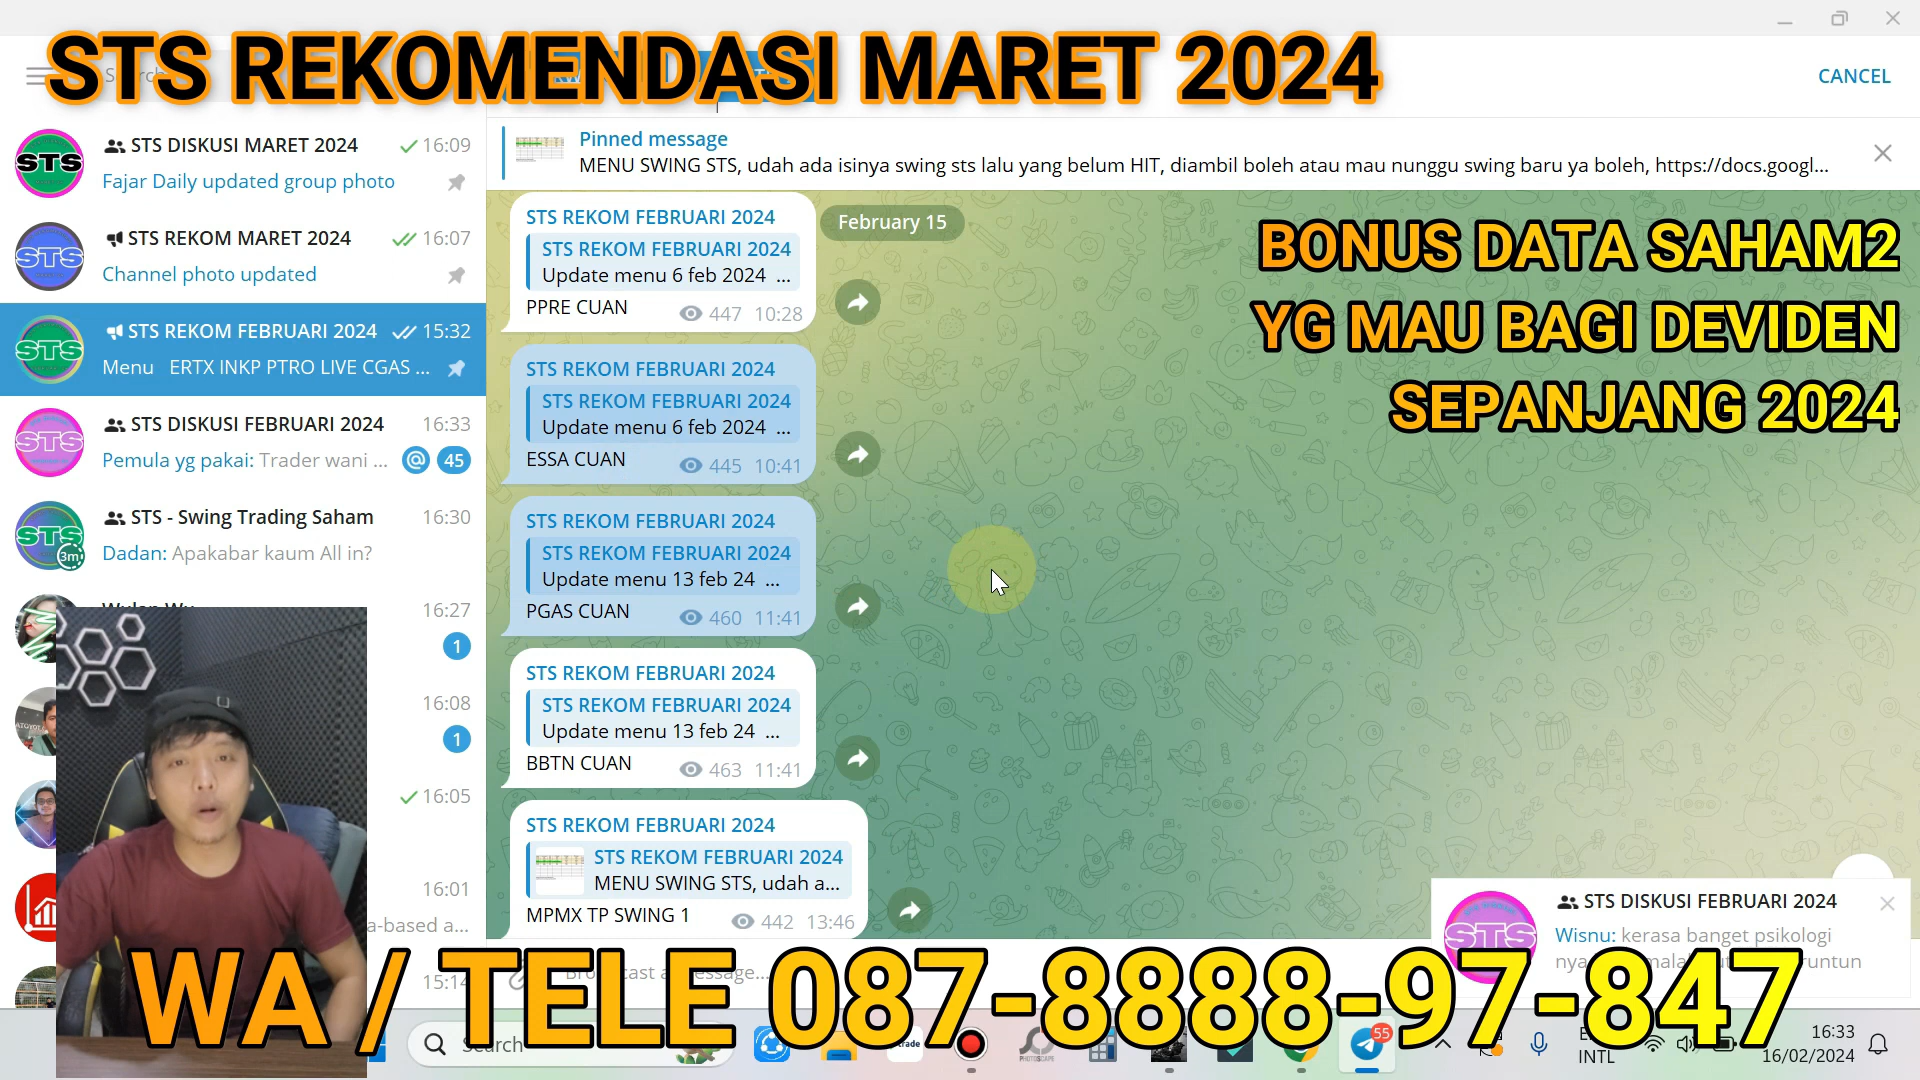 STS REKOMENDASI MARET 2024
CANCEL
Pinned message
MENU SWING STS, udah ada isinya swing sts lalu yang belum HIT, diambil boleh atau mau nunggu swing baru ya boleh, https://docs.googl...
STS DISKUSI MARET 2024
16:09
Fajar Daily updated group photo
STS REKOM MARET 2024
16:07
Channel photo updated
STS REKOM FEBRUARI 2024
15:32
Menu ERTX INKP PTRO LIVE CGAS ...
STS DISKUSI FEBRUARI 2024
16:33
Pemula yg pakai: Trader wani ...
@ 45
STS - Swing Trading Saham
16:30
Dadan: Apakabar kaum All in?
3m
16:27
1
16:08
1
16:05
16:01
a-based a...
STS
STS
STS
STS
STS
February 15
STS REKOM FEBRUARI 2024
STS REKOM FEBRUARI 2024
Update menu 6 feb 2024 ...
PPRE CUAN
447 10:28
STS REKOM FEBRUARI 2024
STS REKOM FEBRUARI 2024
Update menu 6 feb 2024 ...
ESSA CUAN
445 10:41
STS REKOM FEBRUARI 2024
STS REKOM FEBRUARI 2024
Update menu 13 feb 24 ...
PGAS CUAN
460 11:41
STS REKOM FEBRUARI 2024
STS REKOM FEBRUARI 2024
Update menu 13 feb 24 ...
BBTN CUAN
463 11:41
STS REKOM FEBRUARI 2024
STS REKOM FEBRUARI 2024
MENU SWING STS, udah a...
MPMX TP SWING 1
442 13:46
BONUS DATA SAHAM2
YG MAU BAGI DEVIDEN
SEPANJANG 2024
STS DISKUSI FEBRUARI 2024
Wisnu: kerasa banget psikologi
WA / TELE 087-8888-97-847
Search
55
INTL
16:33
16/02/2024